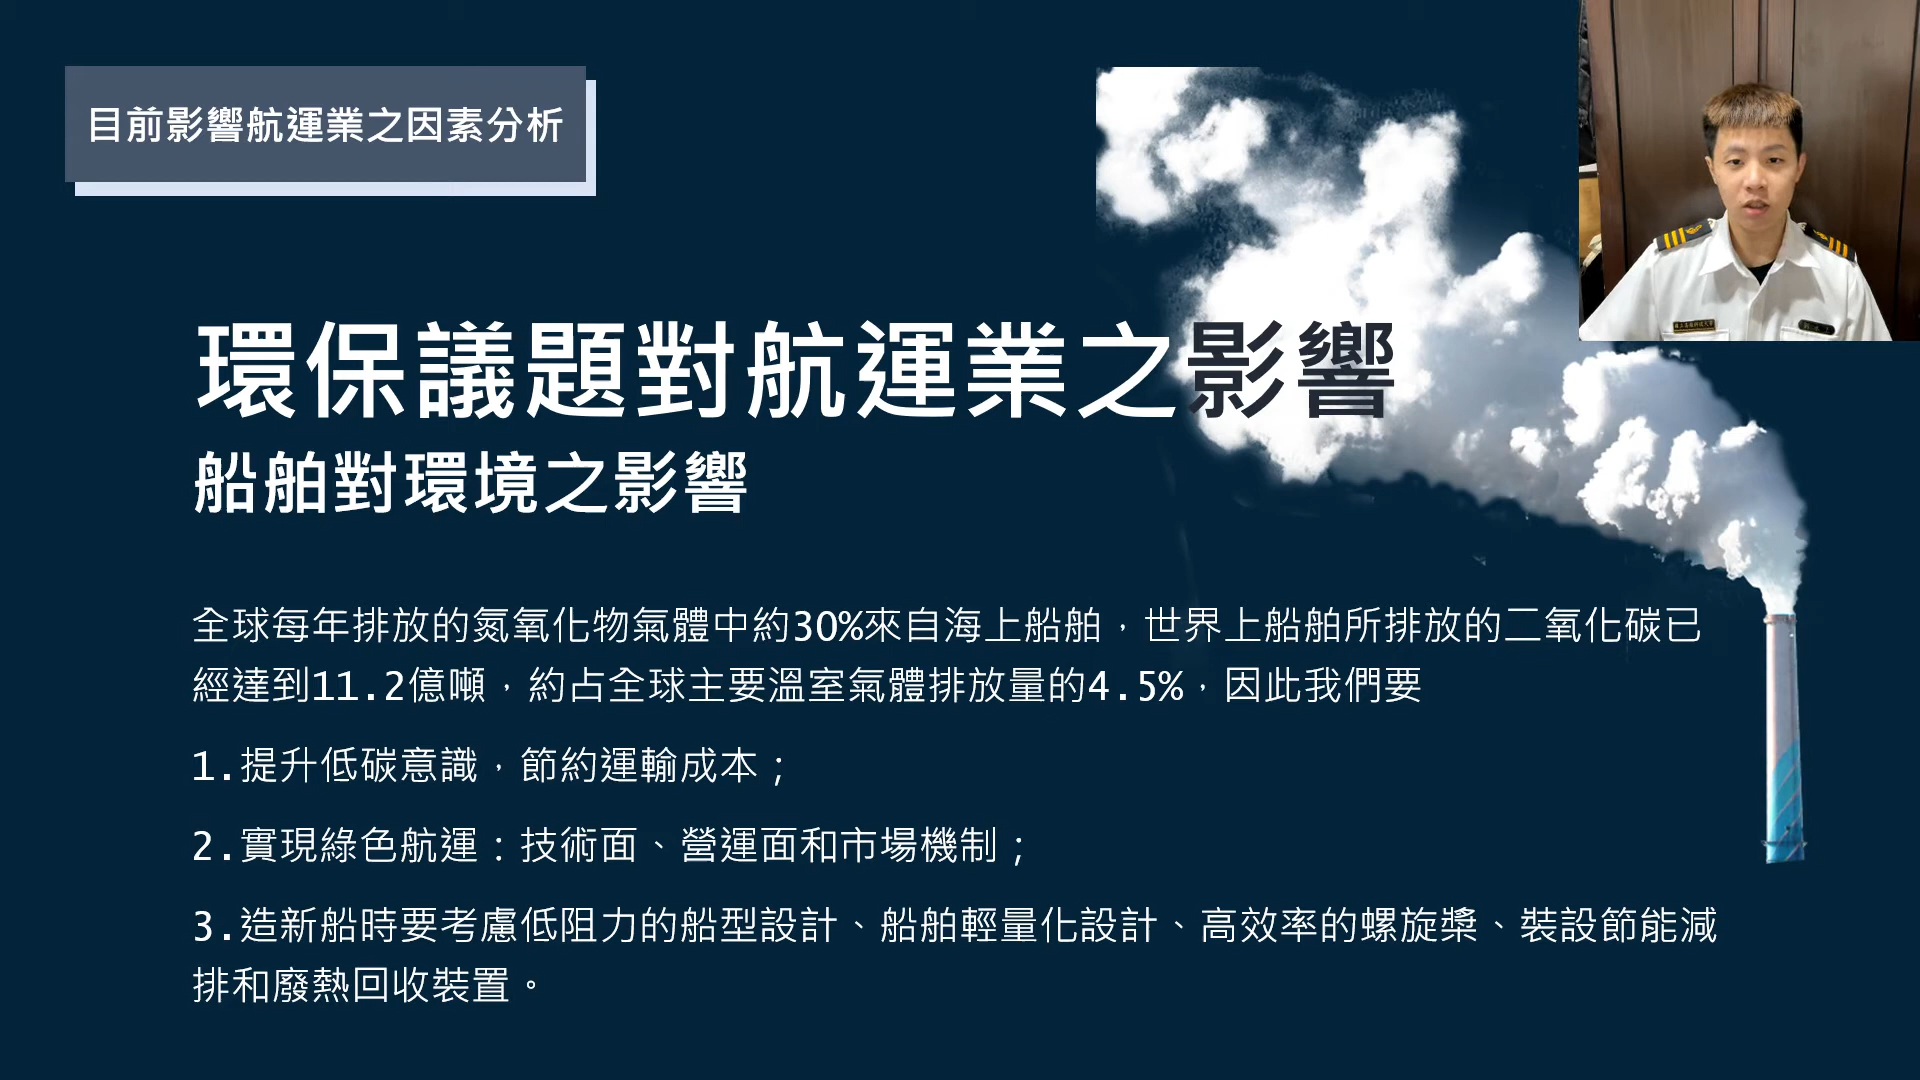 目前影響航運業之因素分析
環保議題對航運業之影響
船舶對環境之影響
全球每年排放的氮氧化物氣體中約30%來自海上船舶，世界上船舶所排放的二氧化碳已
經達到11.2億噸，約占全球主要溫室氣體排放量的4.5%，因此我們要
1.提升低碳意識，節約運輸成本；
2.實現綠色航運：技術面、營運面和市場機制；
3.造新船時要考慮低阻力的船型設計、船舶輕量化設計、高效率的螺旋槳、裝設節能減
排和廢熱回收裝置。